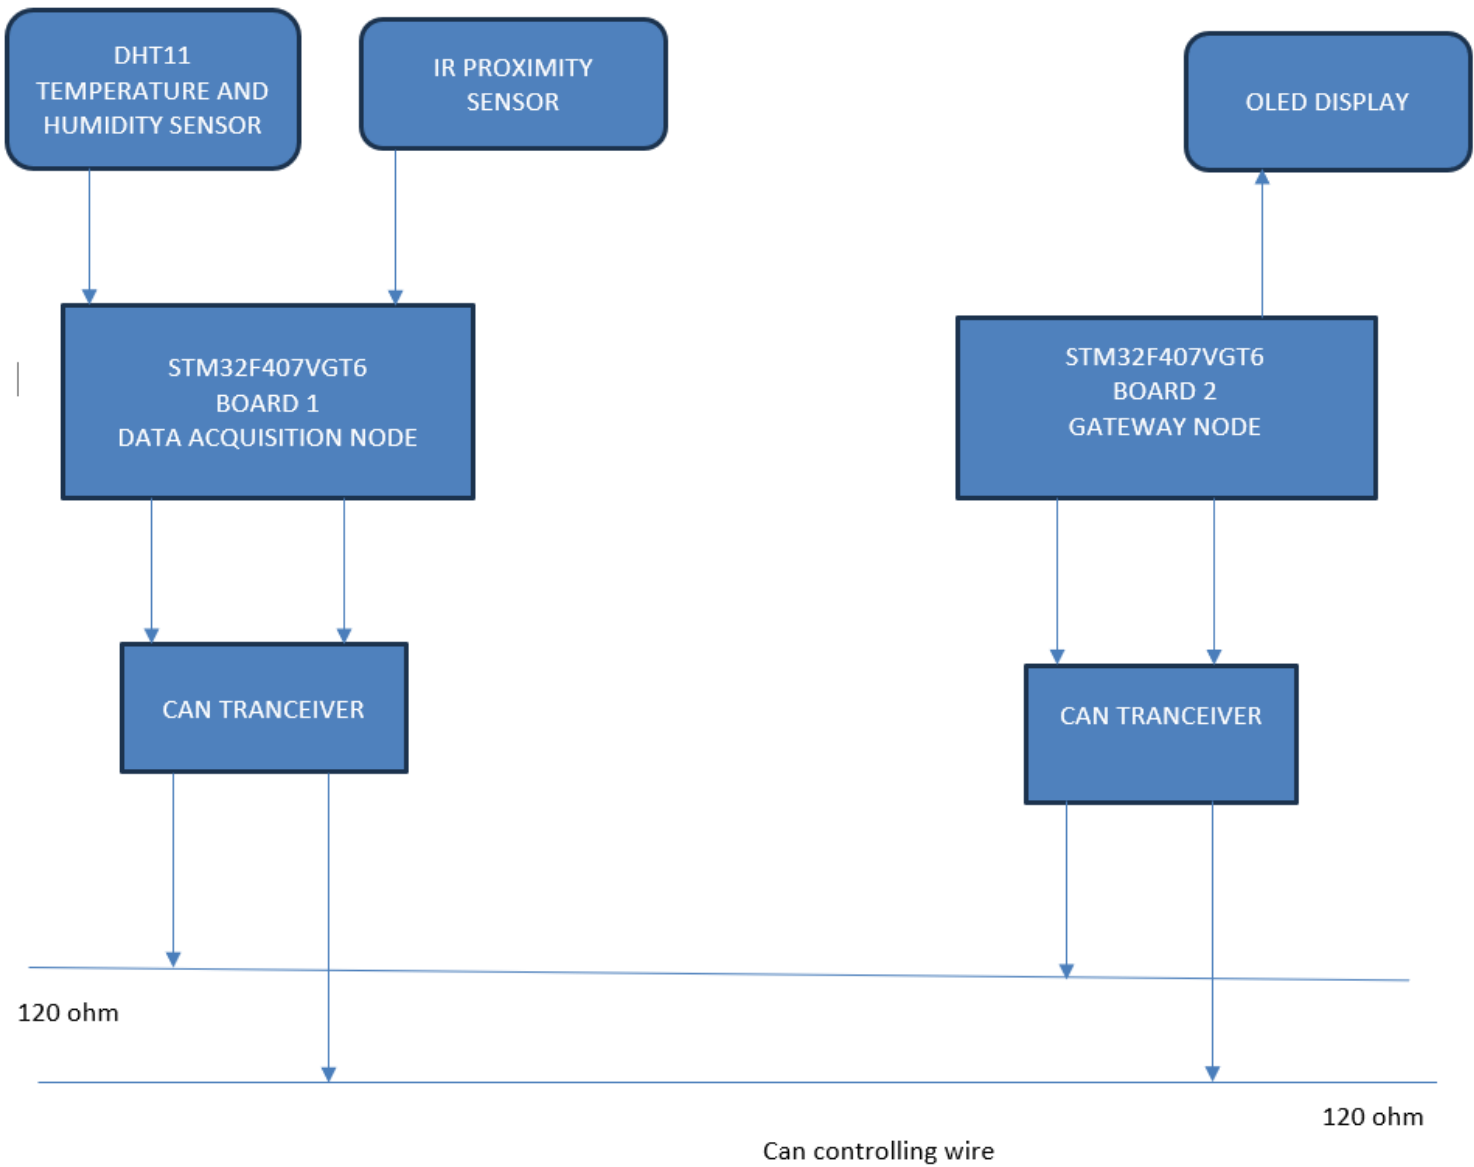 DHT11
TEMPERATURE AND
HUMIDITY SENSOR
IR PROXIMITY
SENSOR
OLED DISPLAY
STM32F407VGT6
BOARD 1
DATA ACQUISITION NODE
STM32F407VGT6
BOARD 2
GATEWAY NODE
CAN TRANCEIVER
CAN TRANCEIVER
120 ohm
120 ohm
Can controlling wire